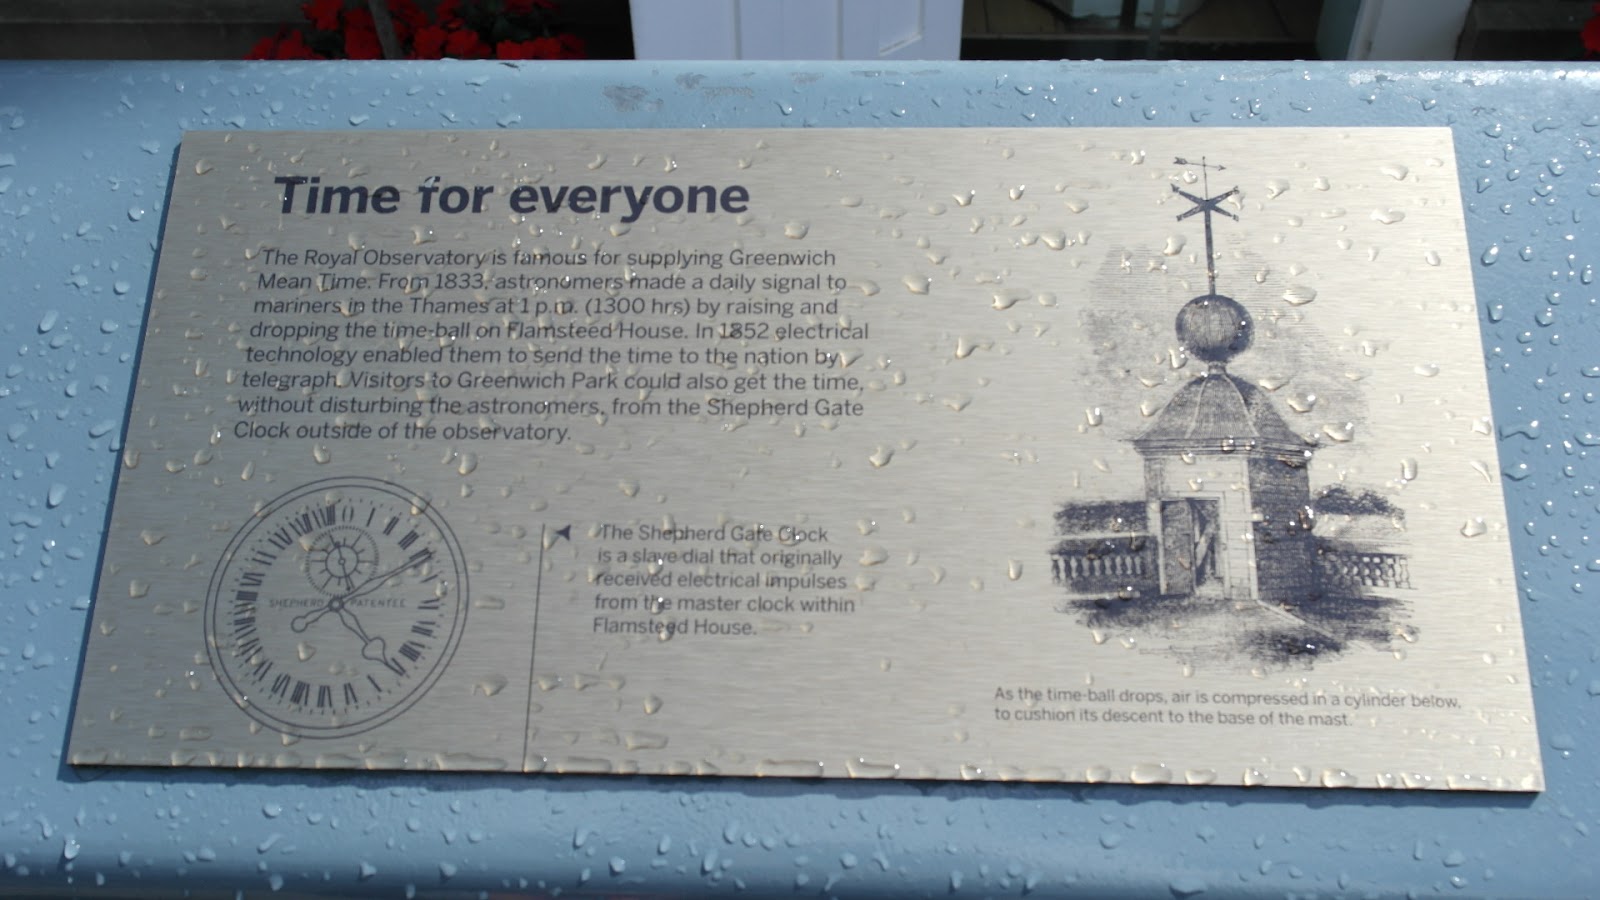 Time for everyone
The Royal Observatory is famous for supplying Greenwich
Mean Time. From 1833, astronomers made a daily signal to
mariners in the Thames at 1 p.m. (1300 hrs) by raising and
dropping the time-ball on Flamsteed House. In 1852 electrical
technology enabled them to send the time to the nation by
telegraph. Visitors to Greenwich Park could also get the time,
without disturbing the astronomers, from the Shepherd Gate
Clock outside of the observatory.
SHEPHERD PATENTEE
The Shepherd Gate Clock
is a slave dial that originally
received electrical impulses
from the master clock within
Flamsteed House.
As the time-ball drops, air is compressed in a cylinder below,
to cushion its descent to the base of the mast.